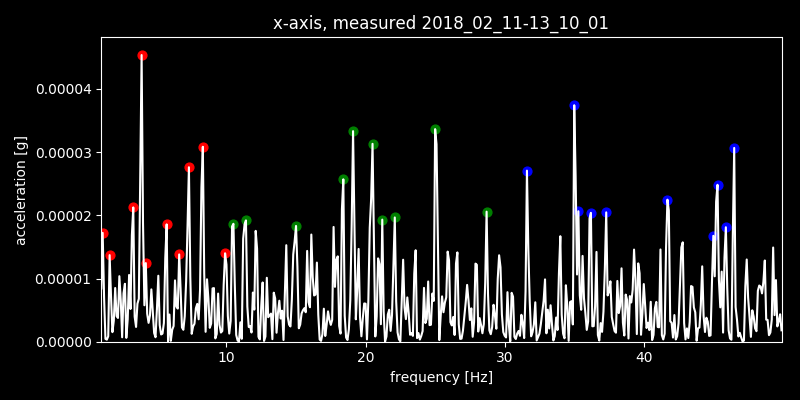 x-axis, measured 2018_02_11-13_10_01
acceleration [g]
0.00004
0.00003
0.00002
0.00001
0.00000
10 20 30 40
frequency [Hz]